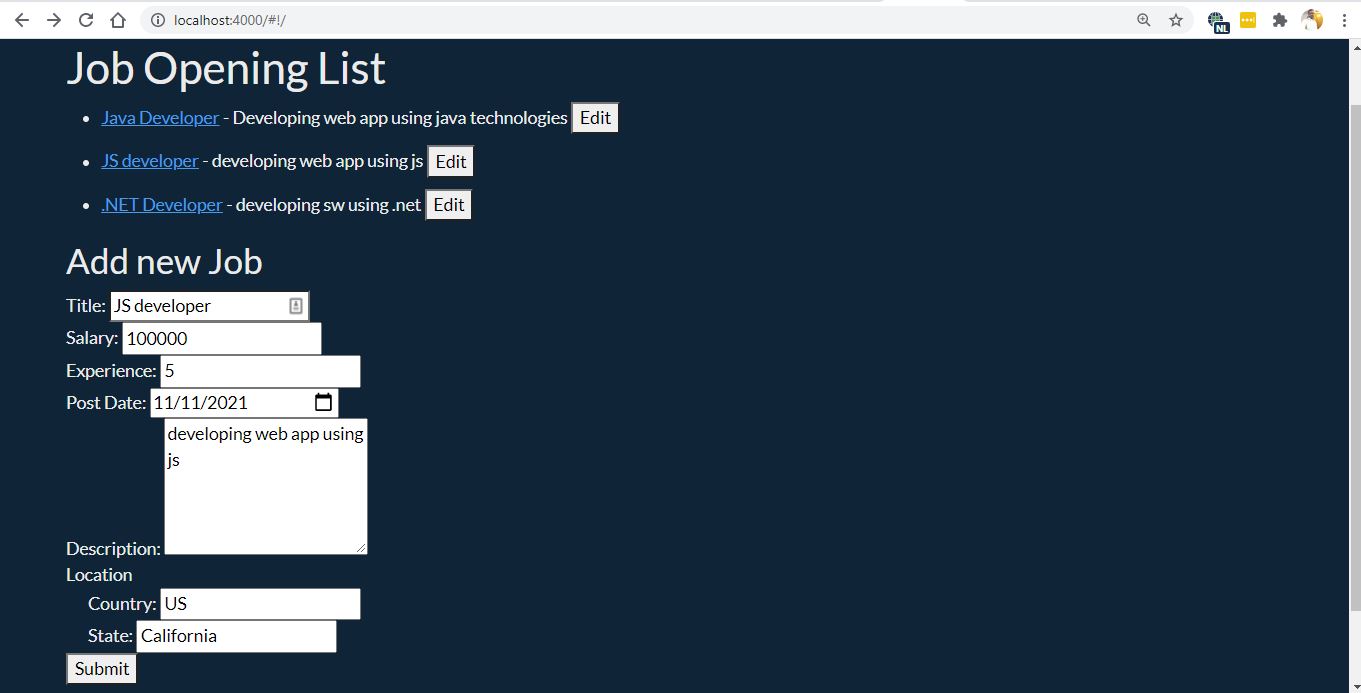 localhost:4000/#!/
NL
Job Opening List
Java Developer - Developing web app using java technologies Edit
JS developer - developing web app using js Edit
.NET Developer - developing sw using .net Edit
Add new Job
Title: JS developer
Salary: 100000
Experience: 5
Post Date: 11/11/2021
developing web app using
js
Description:
Location
Country: US
State: California
Submit